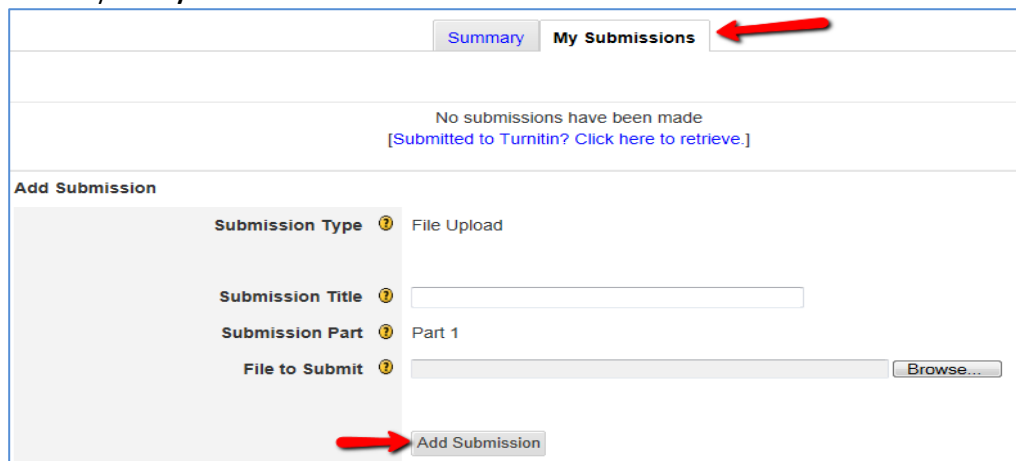 Summary My Submissions
No submissions have been made
[Submitted to Turnitin? Click here to retrieve.]
Add Submission
Submission Type ? File Upload
Submission Title ?
Submission Part ? Part 1
File to Submit ? Browse...
Add Submission